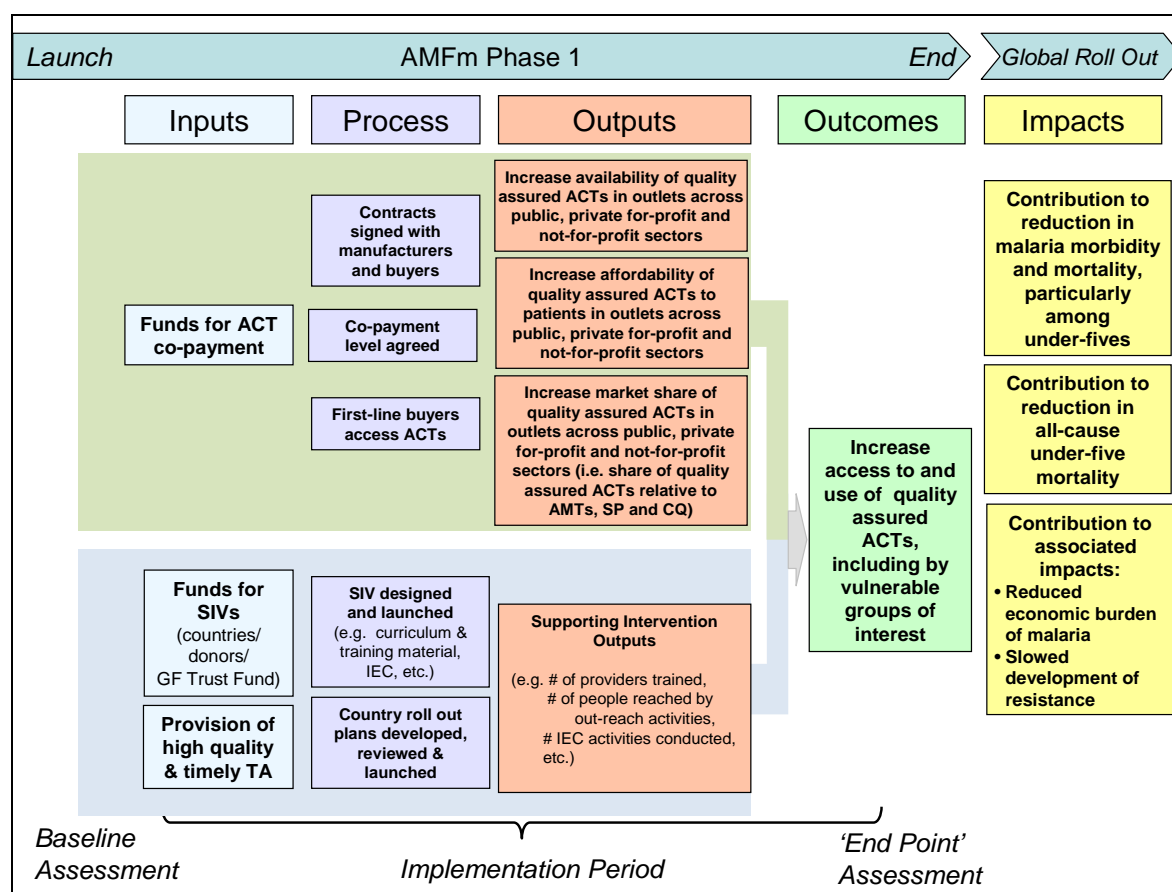 Launch
AMFm Phase 1
End
Global Roll Out
Inputs
Process
Outputs
Outcomes
Impacts
Funds for ACT
co-payment
Contracts
signed with
manufacturers
and buyers
Co-payment
level agreed
First-line buyers
access ACTs
Increase availability of quality
assured ACTs in outlets across
public, private for-profit and
not-for-profit sectors
Increase affordability of
quality assured ACTs to
patients in outlets across
public, private for-profit and
not-for-profit sectors
Increase market share of
quality assured ACTs in
outlets across public, private
for-profit and not-for-profit
sectors (i.e. share of quality
assured ACTs relative to
AMTs, SP and CQ)
Funds for
SIVs
(countries/
donors/
GF Trust Fund)
Provision of
high quality
& timely TA
SIV designed
and launched
(e.g. curriculum &
training material,
IEC, etc.)
Country roll out
plans developed,
reviewed &
launched
Supporting Intervention
Outputs
(e.g. # of providers trained,
# of people reached by
out-reach activities,
# IEC activities conducted,
etc.)
Increase
access to and
use of quality
assured
ACTs,
including by
vulnerable
groups of
interest
Contribution to
reduction in
malaria morbidity
and mortality,
particularly
among
under-fives
Contribution to
reduction in
all-cause
under-five
mortality
Contribution to
associated
impacts:
• Reduced
economic burden
of malaria
• Slowed
development of
resistance
Baseline
Assessment
Implementation Period
'End Point'
Assessment